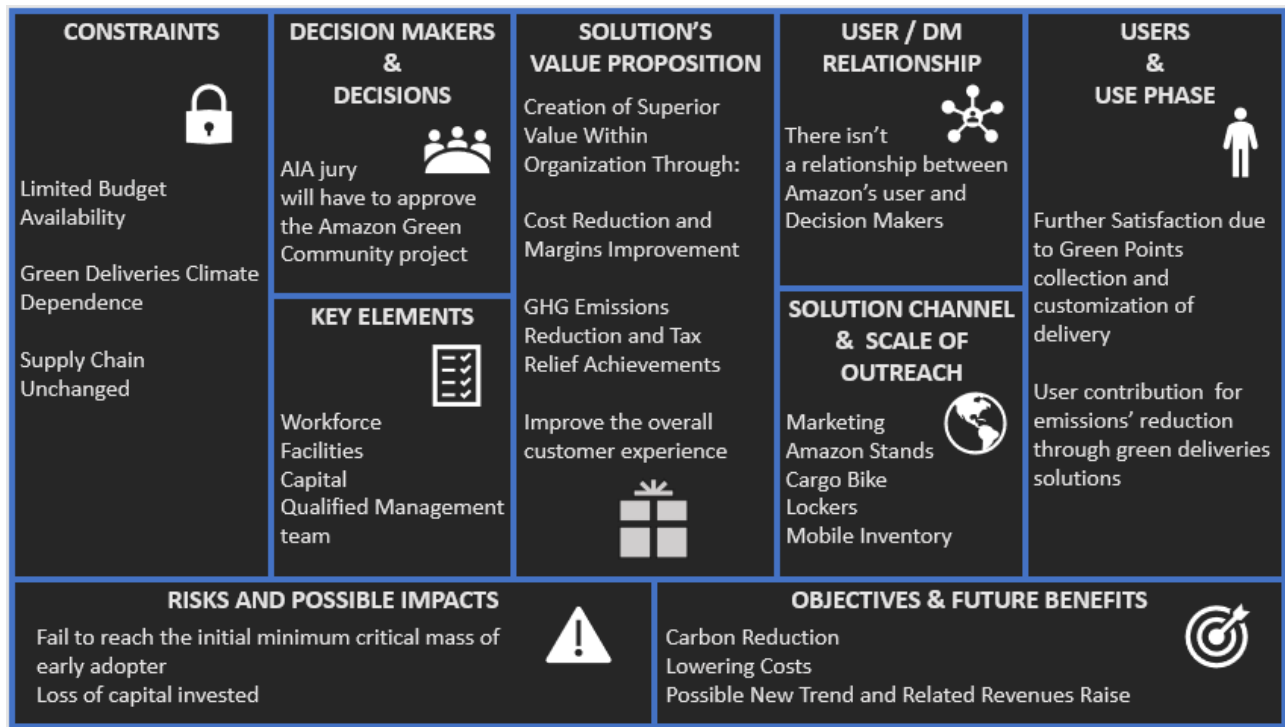 CONSTRAINTS
Limited Budget
Availability
Green Deliveries Climate
Dependence
Supply Chain
Unchanged
DECISION MAKERS
&
DECISIONS
AIA jury
will have to approve
the Amazon Green
Community project
KEY ELEMENTS
Workforce
Facilities
Capital
Qualified Management
team
SOLUTION'S
VALUE PROPOSITION
Creation of Superior
Value Within
Organization Through:
Cost Reduction and
Margins Improvement
GHG Emissions
Reduction and Tax
Relief Achievements
Improve the overall
customer experience
USER / DM
RELATIONSHIP
There isn't
a relationship between
Amazon's user and
Decision Makers
SOLUTION CHANNEL
& SCALE OF
OUTREACH
Marketing
Amazon Stands
Cargo Bike
Lockers
Mobile Inventory
USERS
&
USE PHASE
Further Satisfaction due
to Green Points
collection and
customization of
delivery
User contribution for
emissions' reduction
through green deliveries
solutions
RISKS AND POSSIBLE IMPACTS
Fail to reach the initial minimum critical mass of
early adopter
Loss of capital invested
OBJECTIVES & FUTURE BENEFITS
Carbon Reduction
Lowering Costs
Possible New Trend and Related Revenues Raise